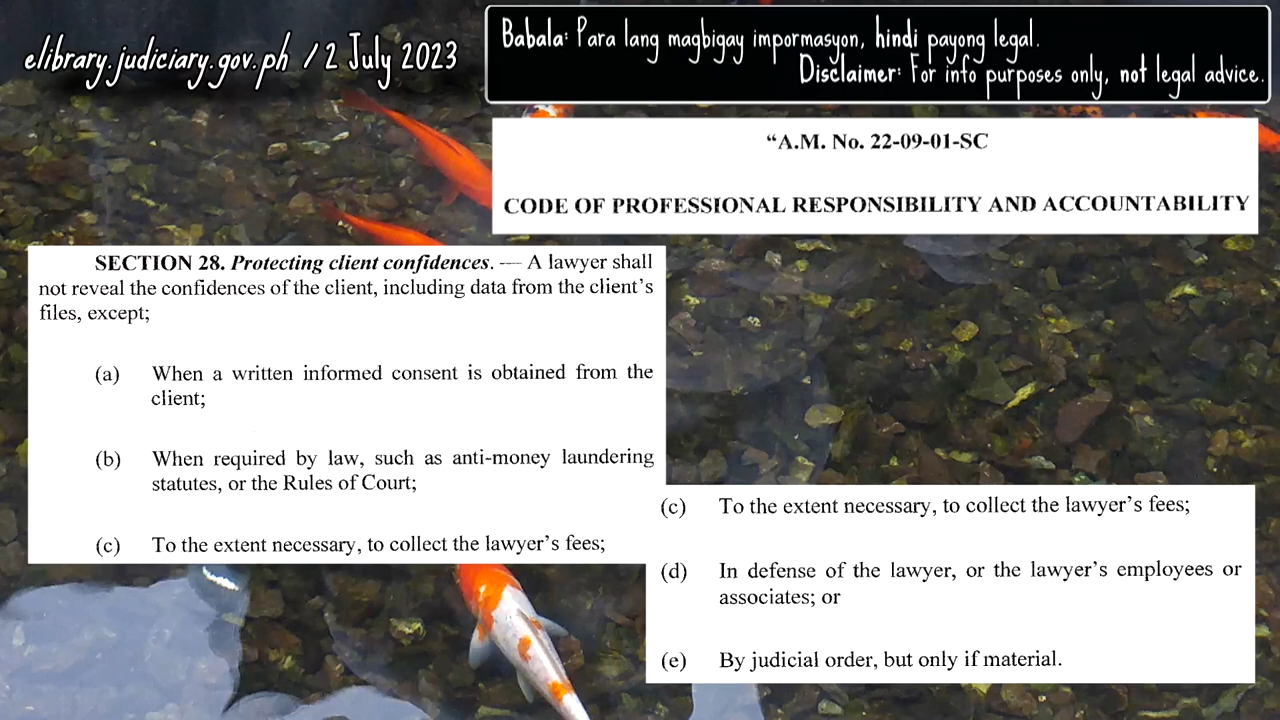 elibrary.judiciary.gov.ph / 2 July 2023
Babala: Para lang magbigay impormasyon, hindi payong legal.
Disclaimer: For info purposes only, not legal advice.
“A.M. No. 22-09-01-SC
CODE OF PROFESSIONAL RESPONSIBILITY AND ACCOUNTABILITY
SECTION 28. Protecting client confidences. — A lawyer shall
not reveal the confidences of the client, including data from the client’s
files, except;
(a) When a written informed consent is obtained from the
client;
(b) When required by law, such as anti-money laundering
statutes, or the Rules of Court;
(c) To the extent necessary, to collect the lawyer’s fees;
(c) To the extent necessary, to collect the lawyer’s fees;
(d) In defense of the lawyer, or the lawyer’s employees or
associates; or
(e) By judicial order, but only if material.